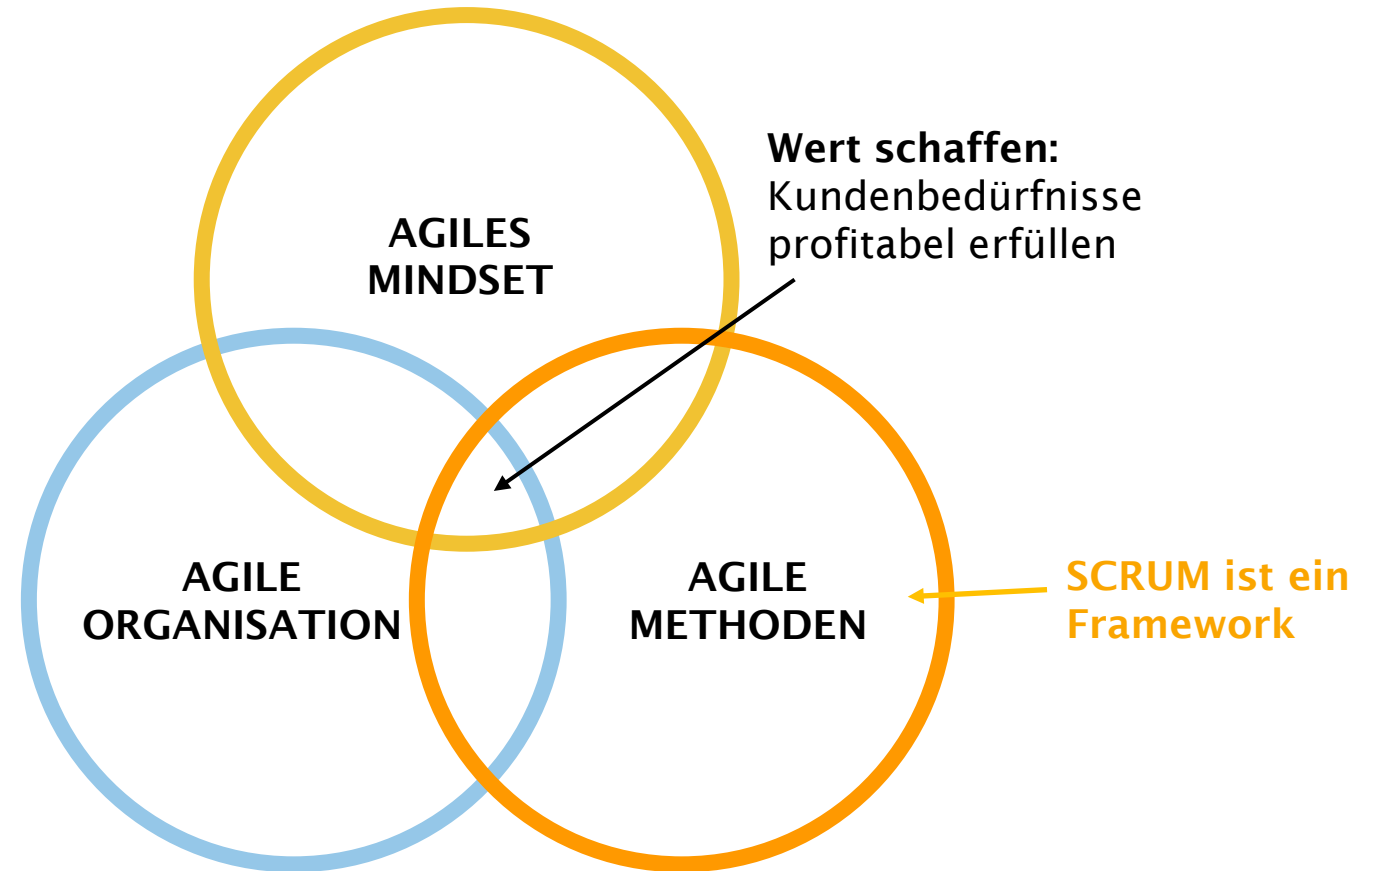 Wert schaffen:
Kundenbedürfnisse
profitabel erfüllen
AGILES
MINDSET
AGILE
ORGANISATION
AGILE
METHODEN
SCRUM ist ein
Framework